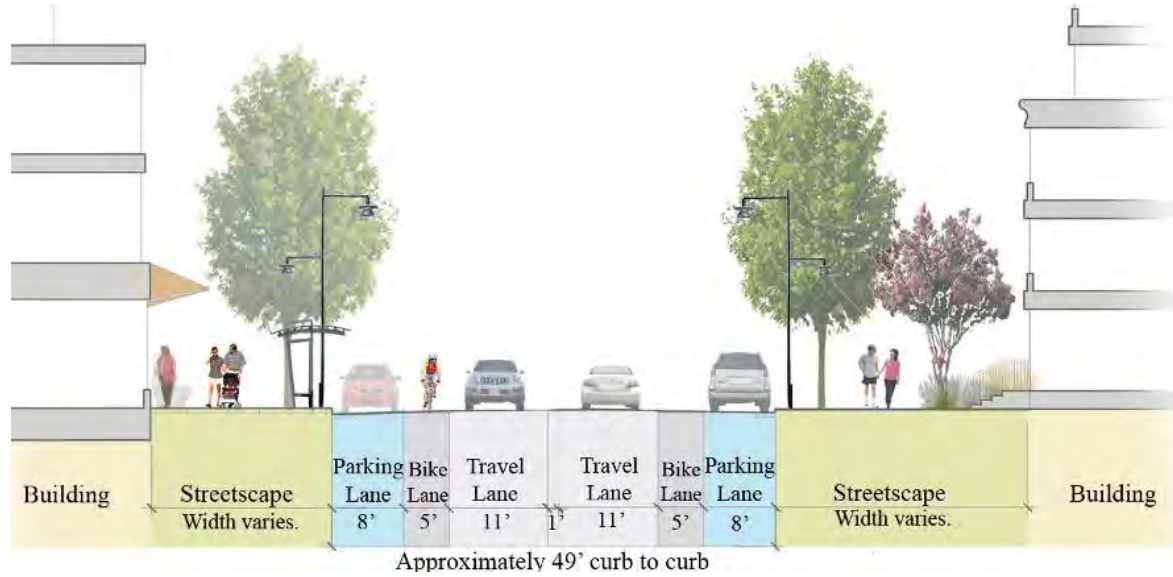 Building
Streetscape
Width varies.
Parking
Lane
8’
Bike
Lane
5’
Travel
Lane
11’
1’
Travel
Lane
11’
Bike
Lane
5’
Parking
Lane
8’
Streetscape
Width varies.
Building
Approximately 49’ curb to curb